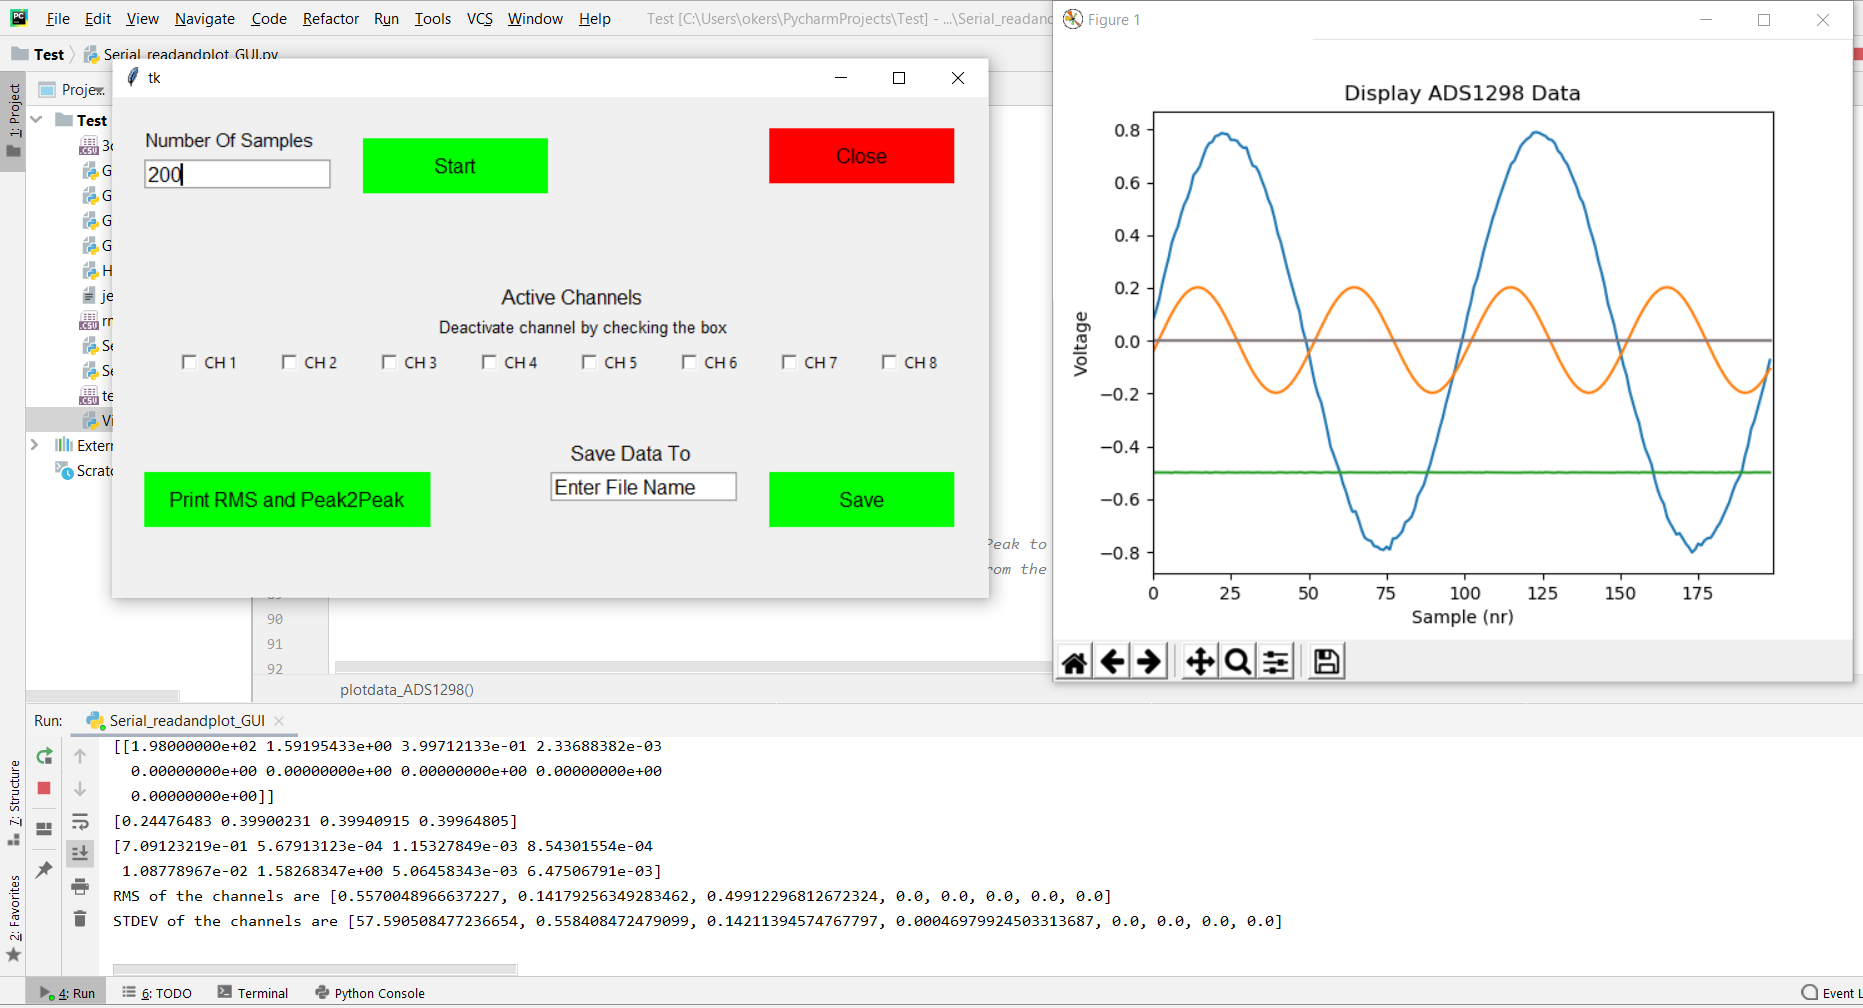 File Edit View Navigate Code Refactor Run Tools VCS Window Help Test [C:\Users\okers\PycharmProjects\Test] - ...\Serial_readand
Test Serial_readandplot_GUI.py
1: Project
Proje...
Test
tk
Number Of Samples
200
Start
Close
Active Channels
Deactivate channel by checking the box
CH 1 CH 2 CH 3 CH 4 CH 5 CH 6 CH 7 CH 8
Save Data To
Print RMS and Peak2Peak
Enter File Name
Save
Extern
Scratc
Peak to
rom the
90
91
92
plotdata_ADS1298()
Figure 1
Display ADS1298 Data
Voltage
0.8
0.6
0.4
0.2
0.0
−0.2
−0.4
−0.6
−0.8
0 25 50 75 100 125 150 175
Sample (nr)
Run: Serial_readandplot_GUI
[[1.98000000e+02 1.59195433e+00 3.99712133e-01 2.33688382e-03
0.00000000e+00 0.00000000e+00 0.00000000e+00 0.00000000e+00
0.00000000e+00]]
[0.24476483 0.39900231 0.39940915 0.39964805]
[7.09123219e-01 5.67913123e-04 1.15327849e-03 8.54301554e-04
1.08778967e-02 1.58268347e+00 5.06458343e-03 6.47506791e-03]
RMS of the channels are [0.5570048966637227, 0.14179256349283462, 0.49912296812672324, 0.0, 0.0, 0.0, 0.0, 0.0]
STDEV of the channels are [57.590508477236654, 0.558408472479099, 0.14211394574767797, 0.00046979924503313687, 0.0, 0.0, 0.0, 0.0]
7: Structure
2: Favorites
4: Run 6: TODO Terminal Python Console Event L